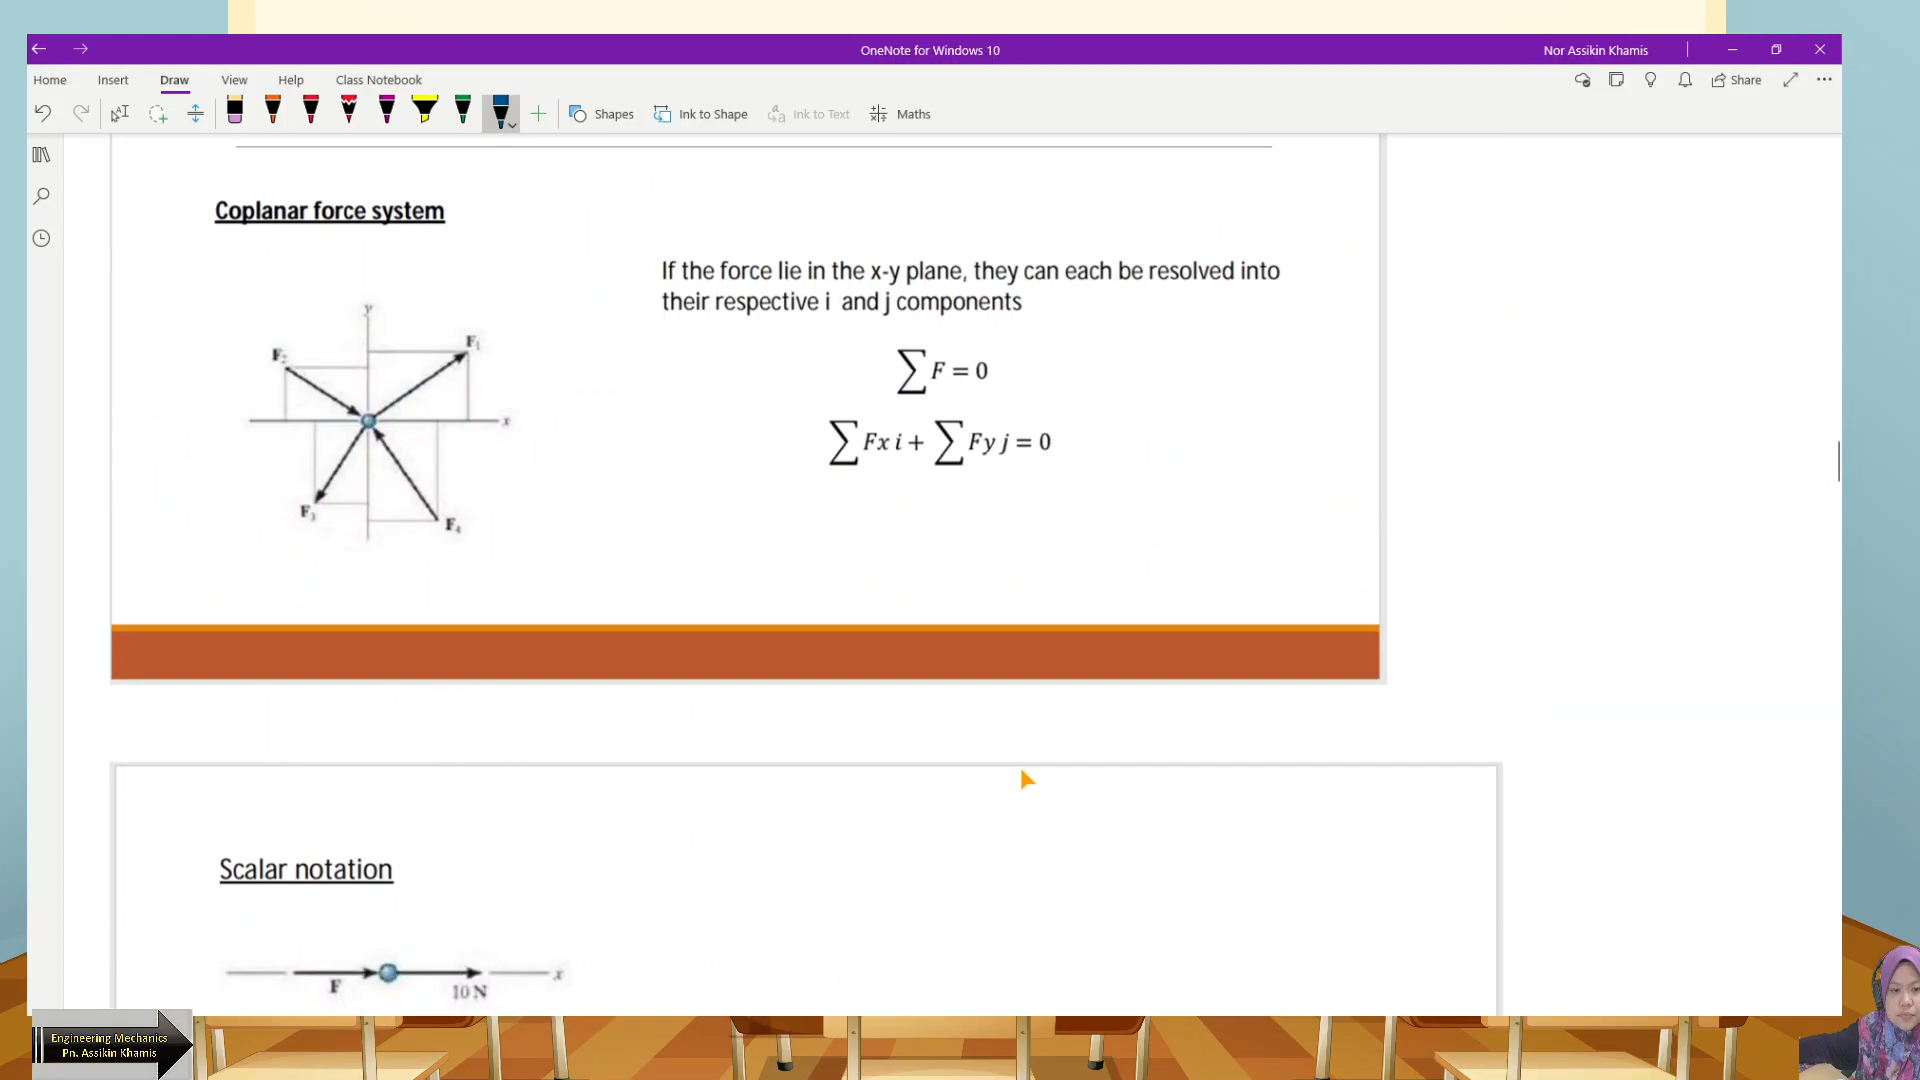 OneNote for Windows 10
Nor Assikin Khamis
Home Insert Draw View Help Class Notebook
Share
Shapes Ink to Shape Ink to Text Maths
Coplanar force system
If the force lie in the x-y plane, they can each be resolved into
their respective i and j components
∑ F = 0
∑ Fx i + ∑ Fy j = 0
y
F₁
F₂
x
F₃
F₄
Scalar notation
F
10 N
x
Engineering Mechanics
Pn. Assikin Khamis